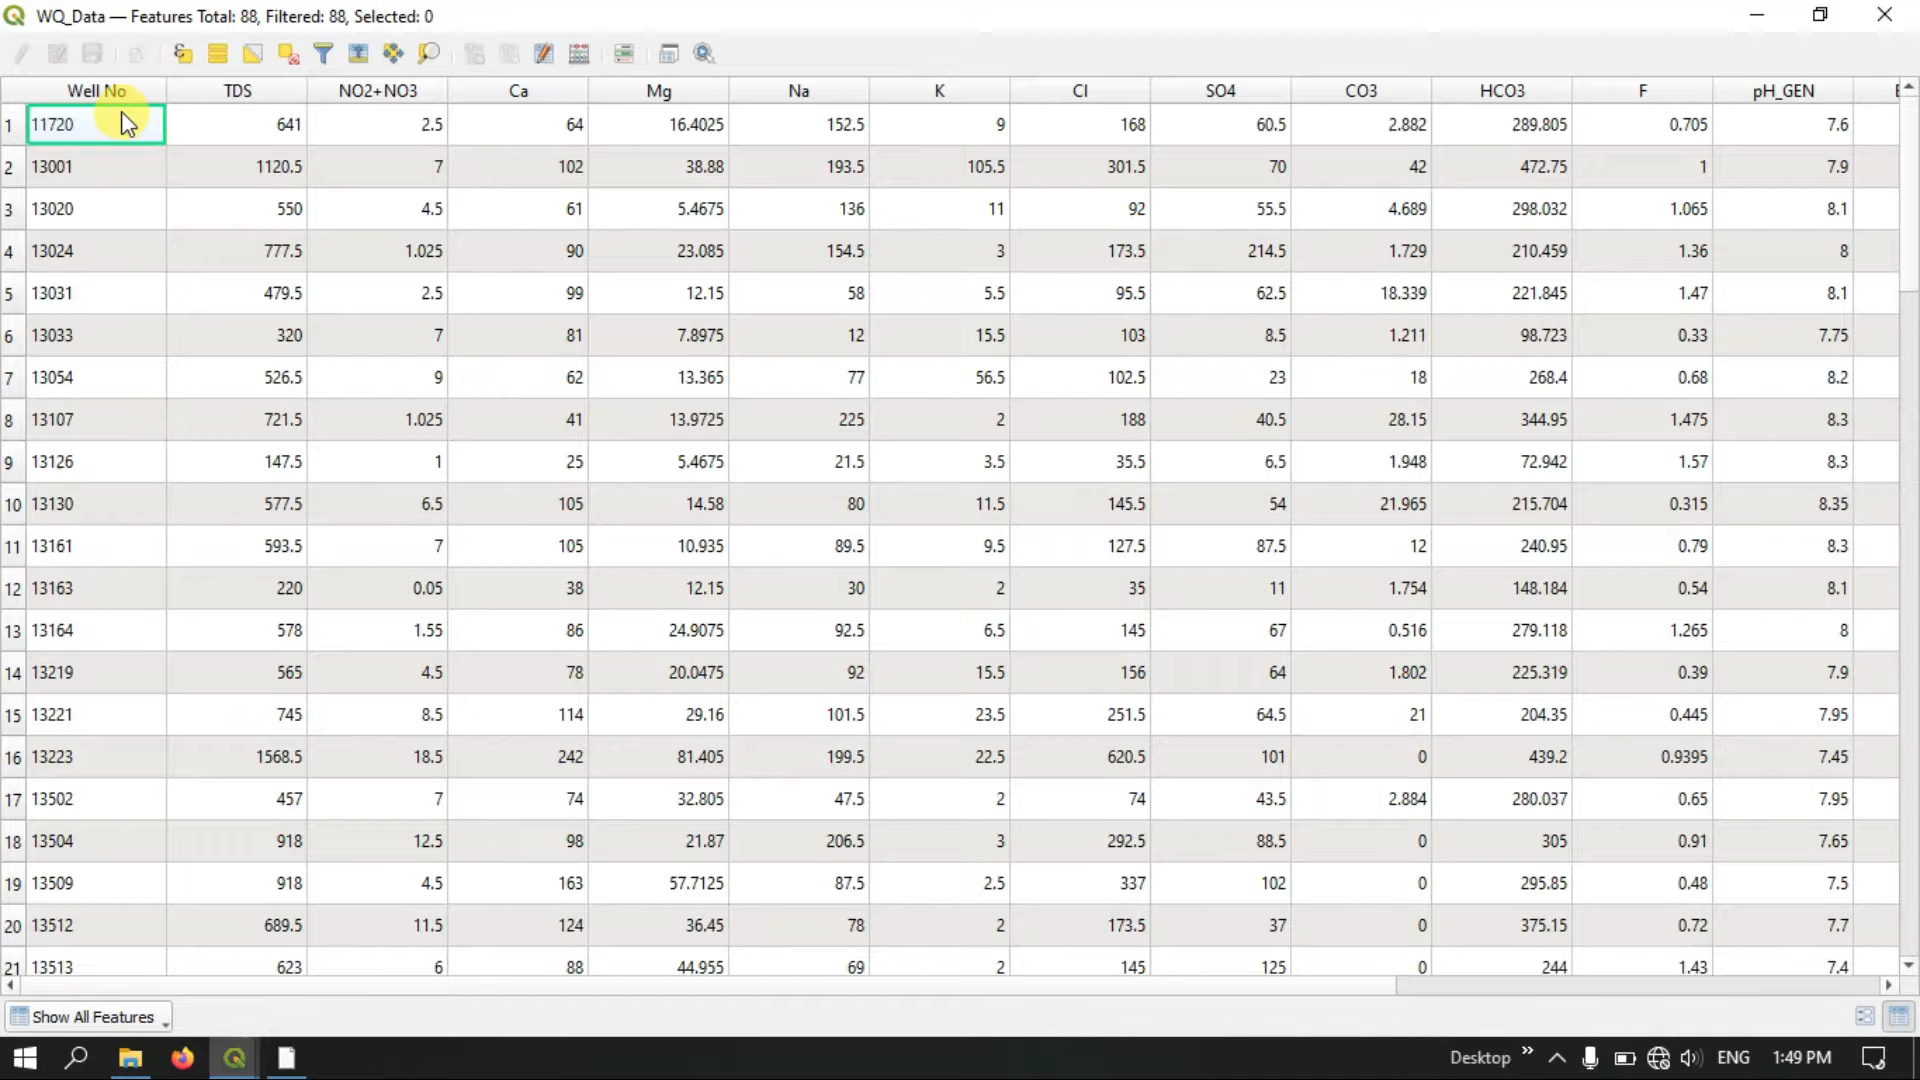 WQ_Data — Features Total: 88, Filtered: 88, Selected: 0
Well No TDS NO2+NO3 Ca Mg Na K Cl SO4 CO3 HCO3 F pH_GEN
1 11720 641 2.5 64 16.4025 152.5 9 168 60.5 2.882 289.805 0.705 7.6
2 13001 1120.5 7 102 38.88 193.5 105.5 301.5 70 42 472.75 1 7.9
3 13020 550 4.5 61 5.4675 136 11 92 55.5 4.689 298.032 1.065 8.1
4 13024 777.5 1.025 90 23.085 154.5 3 173.5 214.5 1.729 210.459 1.36 8
5 13031 479.5 2.5 99 12.15 58 5.5 95.5 62.5 18.339 221.845 1.47 8.1
6 13033 320 7 81 7.8975 12 15.5 103 8.5 1.211 98.723 0.33 7.75
7 13054 526.5 9 62 13.365 77 56.5 102.5 23 18 268.4 0.68 8.2
8 13107 721.5 1.025 41 13.9725 225 2 188 40.5 28.15 344.95 1.475 8.3
9 13126 147.5 1 25 5.4675 21.5 3.5 35.5 6.5 1.948 72.942 1.57 8.3
10 13130 577.5 6.5 105 14.58 80 11.5 145.5 54 21.965 215.704 0.315 8.35
11 13161 593.5 7 105 10.935 89.5 9.5 127.5 87.5 12 240.95 0.79 8.3
12 13163 220 0.05 38 12.15 30 2 35 11 1.754 148.184 0.54 8.1
13 13164 578 1.55 86 24.9075 92.5 6.5 145 67 0.516 279.118 1.265 8
14 13219 565 4.5 78 20.0475 92 15.5 156 64 1.802 225.319 0.39 7.9
15 13221 745 8.5 114 29.16 101.5 23.5 251.5 64.5 21 204.35 0.445 7.95
16 13223 1568.5 18.5 242 81.405 199.5 22.5 620.5 101 0 439.2 0.9395 7.45
17 13502 457 7 74 32.805 47.5 2 74 43.5 2.884 280.037 0.65 7.95
18 13504 918 12.5 98 21.87 206.5 3 292.5 88.5 0 305 0.91 7.65
19 13509 918 4.5 163 57.7125 87.5 2.5 337 102 0 295.85 0.48 7.5
20 13512 689.5 11.5 124 36.45 78 2 173.5 37 0 375.15 0.72 7.7
21 13513 623 6 88 44.955 69 2 145 125 0 244 1.43 7.4
Show All Features
Desktop » ENG 1:49 PM